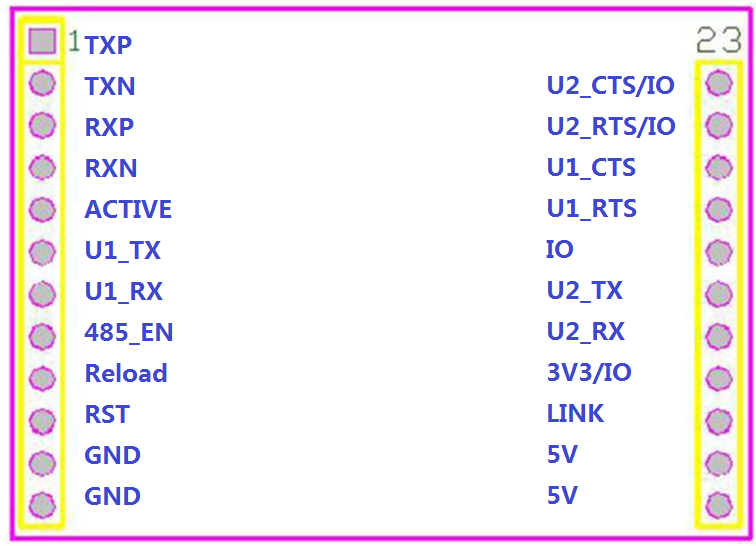 1 TXP
23
TXN
U2_CTS/IO
RXP
U2_RTS/IO
RXN
U1_CTS
ACTIVE
U1_RTS
U1_TX
IO
U1_RX
U2_TX
485_EN
U2_RX
Reload
3V3/IO
RST
LINK
GND
5V
GND
5V